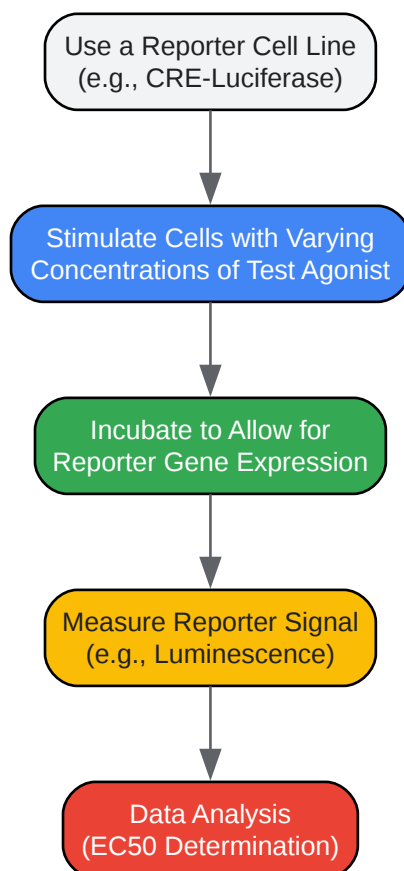 Use a Reporter Cell Line
(e.g., CRE-Luciferase)
Stimulate Cells with Varying
Concentrations of Test Agonist
Incubate to Allow for
Reporter Gene Expression
Measure Reporter Signal
(e.g., Luminescence)
Data Analysis
(EC50 Determination)